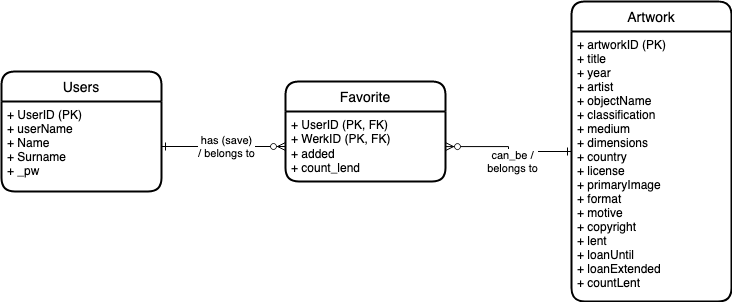 Users
+ UserID (PK)
+ userName
+ Name
+ Surname
+ _pw
has (save)
/ belongs to
Favorite
+ UserID (PK, FK)
+ WerkID (PK, FK)
+ added
+ count_lend
can_be /
belongs to
Artwork
+ artworkID (PK)
+ title
+ year
+ artist
+ objectName
+ classification
+ medium
+ dimensions
+ country
+ license
+ primaryImage
+ format
+ motive
+ copyright
+ lent
+ loanUntil
+ loanExtended
+ countLent